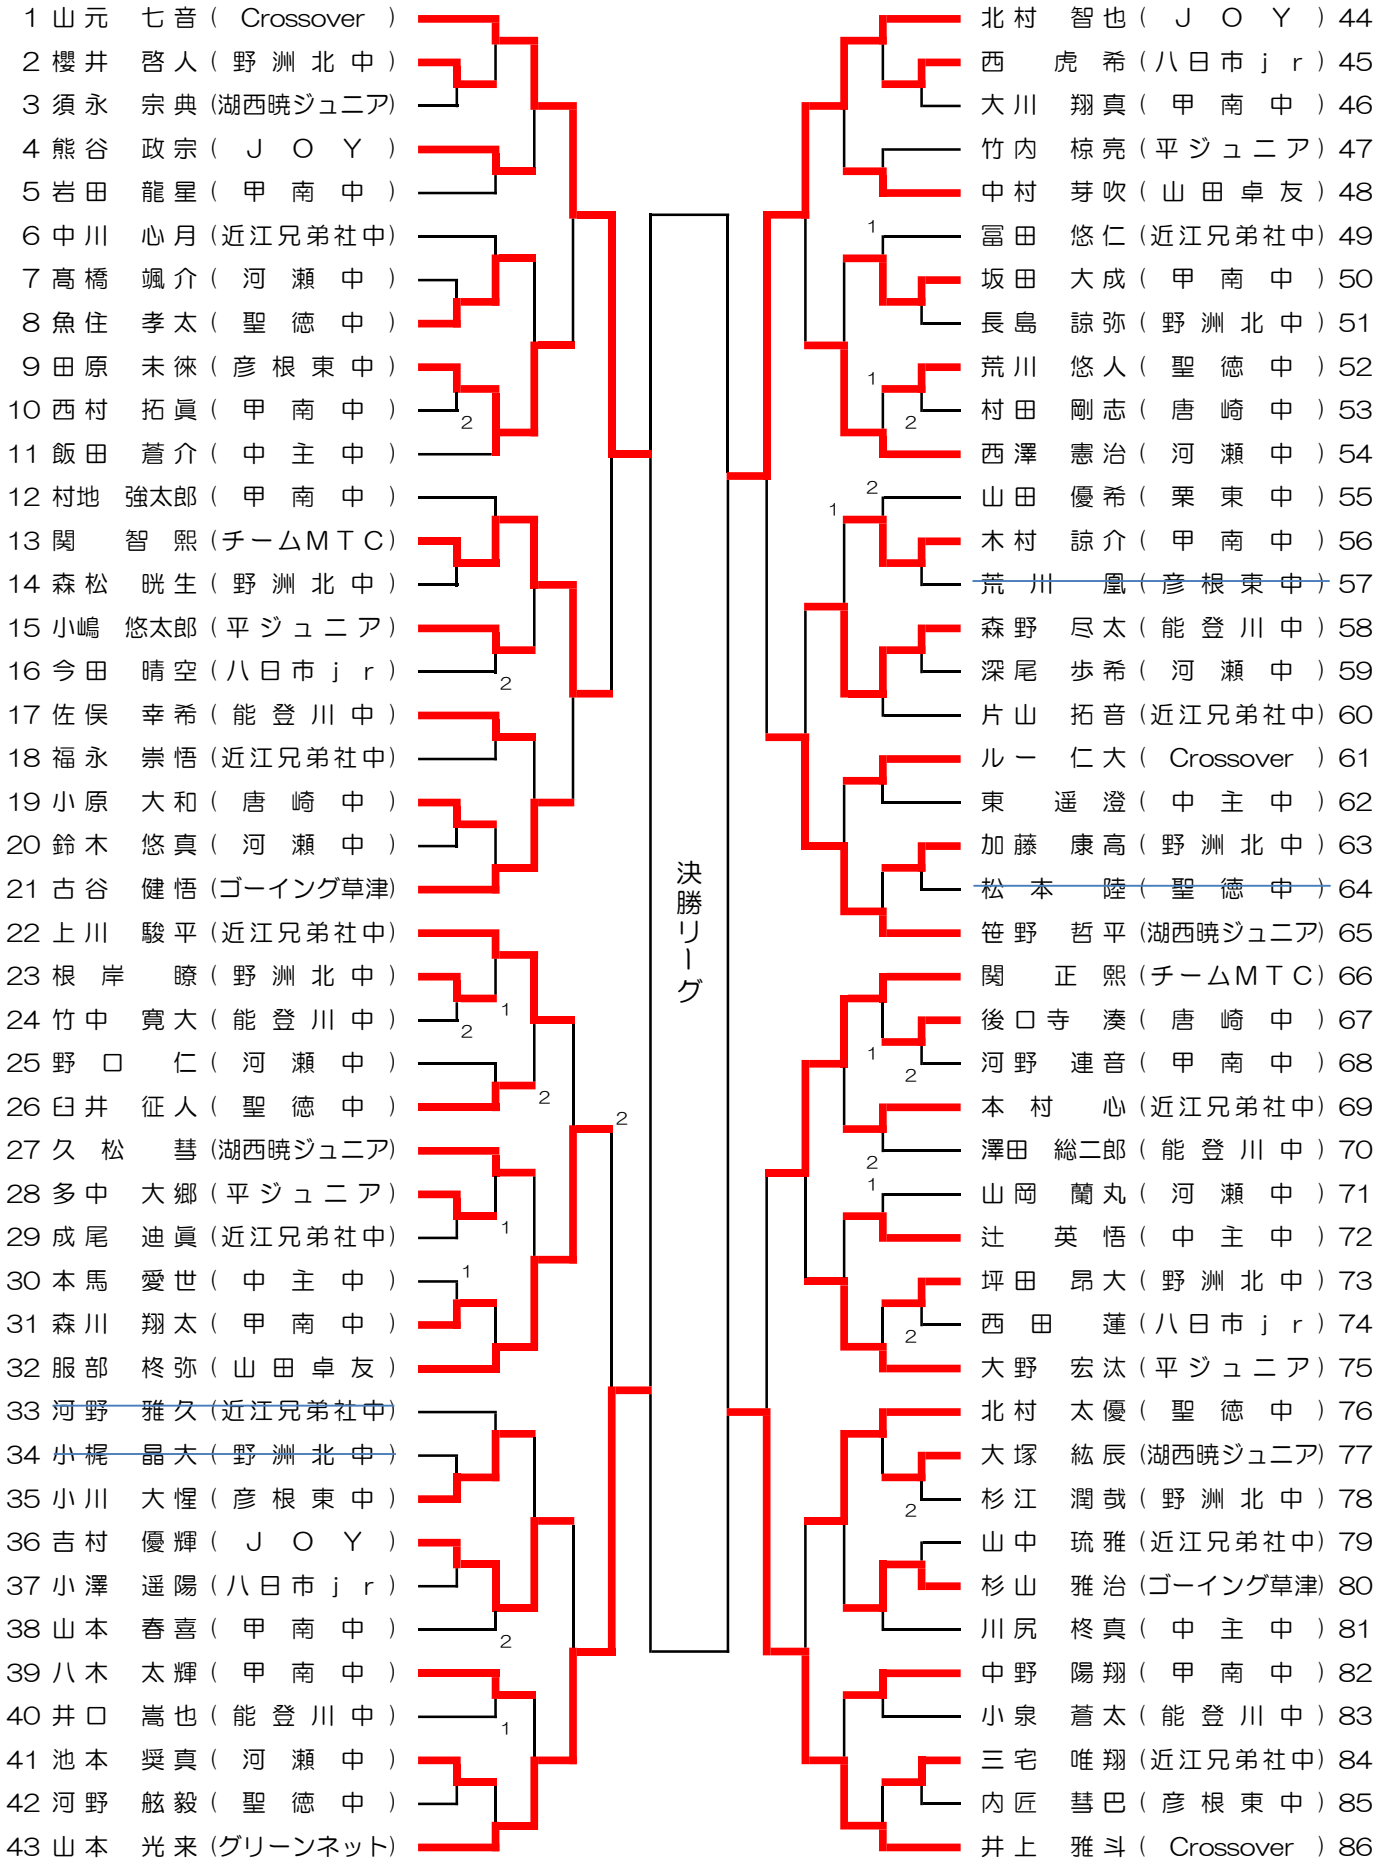 1 山元 七音 ( Crossover )
2 櫻井 啓人 ( 野洲北中 )
3 須永 宗典 (湖西暁ジュニア)
4 熊谷 政宗 ( JOY )
5 岩田 龍星 ( 甲南中 )
6 中川 心月 (近江兄弟社中)
7 髙橋 颯介 ( 河瀬中 )
8 魚住 孝太 ( 聖徳中 )
9 田原 未徠 ( 彦根東中 )
10 西村 拓眞 ( 甲南中 )
2
11 飯田 蒼介 ( 中主中 )
12 村地 強太郎 ( 甲南中 )
13 関 智熙 (チームMTC)
14 森松 晄生 ( 野洲北中 )
15 小嶋 悠太郎 (平ジュニア)
16 今田 晴空 (八日市jr)
2
17 佐俣 幸希 ( 能登川中 )
18 福永 崇悟 (近江兄弟社中)
19 小原 大和 ( 唐崎中 )
20 鈴木 悠真 ( 河瀬中 )
21 古谷 健悟 (ゴーイング草津)
22 上川 駿平 (近江兄弟社中)
23 根岸 瞭 ( 野洲北中 )
1
24 竹中 寛大 ( 能登川中 )
2
25 野口 仁 ( 河瀬中 )
2
26 臼井 征人 ( 聖徳中 )
2
27 久松 彗 (湖西暁ジュニア)
28 多中 大郷 (平ジュニア)
1
29 成尾 迪眞 (近江兄弟社中)
30 本馬 愛世 ( 中主中 )
1
31 森川 翔太 ( 甲南中 )
32 服部 柊弥 ( 山田卓友 )
33 河野 雅久 (近江兄弟社中)
34 小梶 晶大 ( 野洲北中 )
35 小川 大惺 ( 彦根東中 )
36 吉村 優輝 ( JOY )
37 小澤 遥陽 (八日市jr)
38 山本 春喜 ( 甲南中 )
2
39 八木 太輝 ( 甲南中 )
40 井口 嵩也 ( 能登川中 )
1
41 池本 奨真 ( 河瀬中 )
42 河野 舷毅 ( 聖徳中 )
43 山本 光来 (グリーンネット)
決勝リーグ
北村 智也 ( JOY ) 44
西 虎希 (八日市jr) 45
大川 翔真 ( 甲南中 ) 46
竹内 椋亮 (平ジュニア) 47
中村 芽吹 ( 山田卓友 ) 48
1
冨田 悠仁 (近江兄弟社中) 49
坂田 大成 ( 甲南中 ) 50
長島 諒弥 ( 野洲北中 ) 51
1
荒川 悠人 ( 聖徳中 ) 52
2
村田 剛志 ( 唐崎中 ) 53
西澤 憲治 ( 河瀬中 ) 54
2
山田 優希 ( 栗東中 ) 55
1
木村 諒介 ( 甲南中 ) 56
荒川 凰 ( 彦根東中 ) 57
森野 尽太 ( 能登川中 ) 58
深尾 歩希 ( 河瀬中 ) 59
片山 拓音 (近江兄弟社中) 60
ルー 仁大 ( Crossover ) 61
東 遥澄 ( 中主中 ) 62
加藤 康高 ( 野洲北中 ) 63
松本 陸 ( 聖徳中 ) 64
笹野 哲平 (湖西暁ジュニア) 65
関 正熙 (チームMTC) 66
後口寺 湊 ( 唐崎中 ) 67
1
河野 連音 ( 甲南中 ) 68
2
本村 心 (近江兄弟社中) 69
澤田 総二郎 ( 能登川中 ) 70
2
1
山岡 蘭丸 ( 河瀬中 ) 71
辻 英悟 ( 中主中 ) 72
坪田 昂大 ( 野洲北中 ) 73
西田 蓮 (八日市jr) 74
2
大野 宏汰 (平ジュニア) 75
北村 太優 ( 聖徳中 ) 76
大塚 紘辰 (湖西暁ジュニア) 77
杉江 潤哉 ( 野洲北中 ) 78
2
山中 琉雅 (近江兄弟社中) 79
杉山 雅治 (ゴーイング草津) 80
川尻 柊真 ( 中主中 ) 81
中野 陽翔 ( 甲南中 ) 82
小泉 蒼太 ( 能登川中 ) 83
三宅 唯翔 (近江兄弟社中) 84
内匠 彗巴 ( 彦根東中 ) 85
井上 雅斗 ( Crossover ) 86